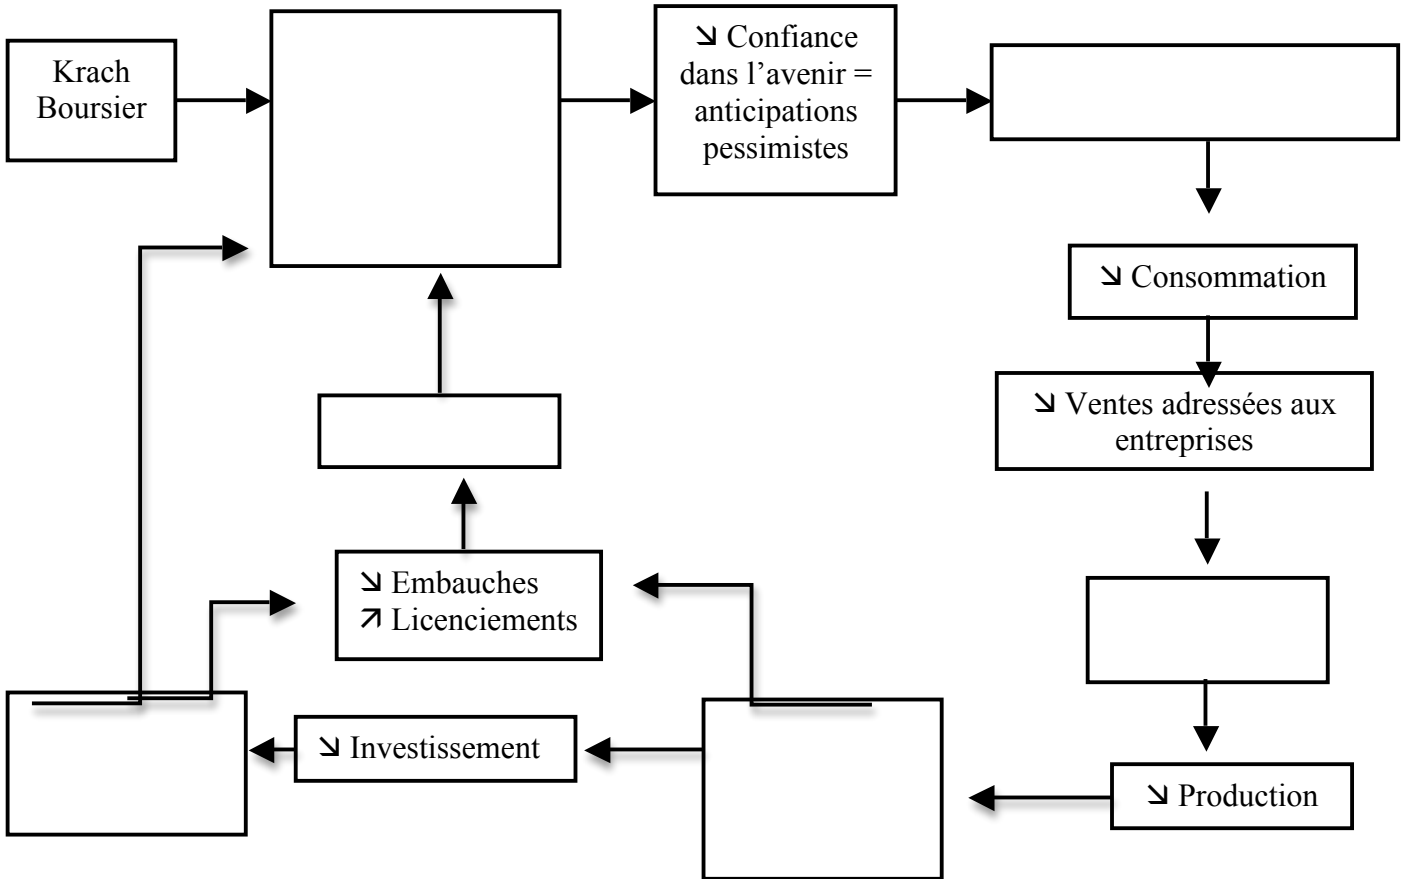 Krach
Boursier
↘ Confiance
dans l’avenir =
anticipations
pessimistes
↘ Consommation
↘ Ventes adressées aux
entreprises
↘ Embauches
↗ Licenciements
↘ Investissement
↘ Production